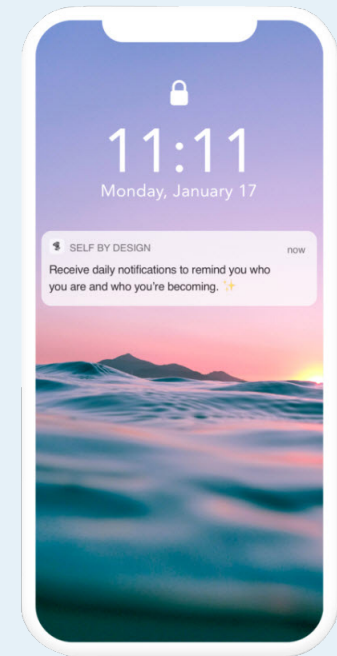 11:11
Monday, January 17
SELF BY DESIGN
now
Receive daily notifications to remind you who
you are and who you're becoming. ✨